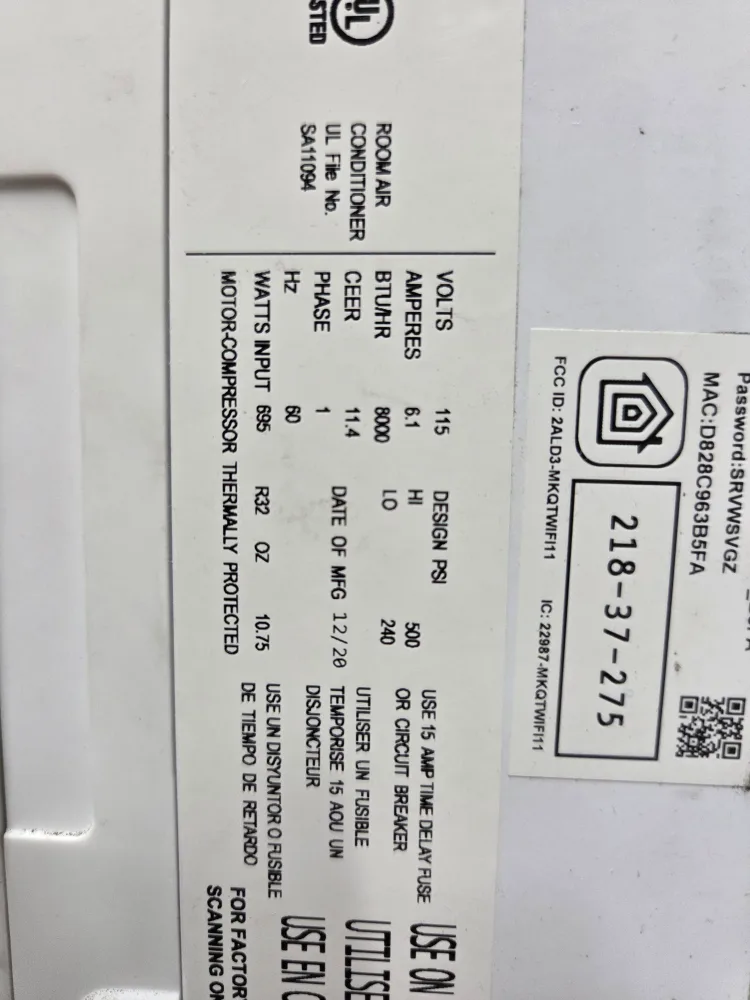 Password:SRVWSVGZ
MAC:D828C963B5FA
218-37-275
FCC ID: 2ALD3-MKQTWIFI11 IC: 22987-MKQTWIFI11
UL
STED
ROOM AIR
CONDITIONER
UL File No.
SA11094
VOLTS 115 DESIGN PSI
AMPERES 6.1 HI 500
BTU/HR 8000 LO 240
CEER 11.4
PHASE 1 DATE OF MFG 12/20
Hz 60
WATTS INPUT 695 R32 OZ 10.75
MOTOR-COMPRESSOR THERMALLY PROTECTED
USE 15 AMP TIME DELAY FUSE
OR CIRCUIT BREAKER
UTILISER UN FUSIBLE
TEMPORISE 15 AOU UN
DISJONCTEUR
USE UN DISYUNTOR O FUSIBLE
DE TIEMPO DE RETARDO
USE ON
UTILISE
USE EN
FOR FACTOR
SCANNING ON